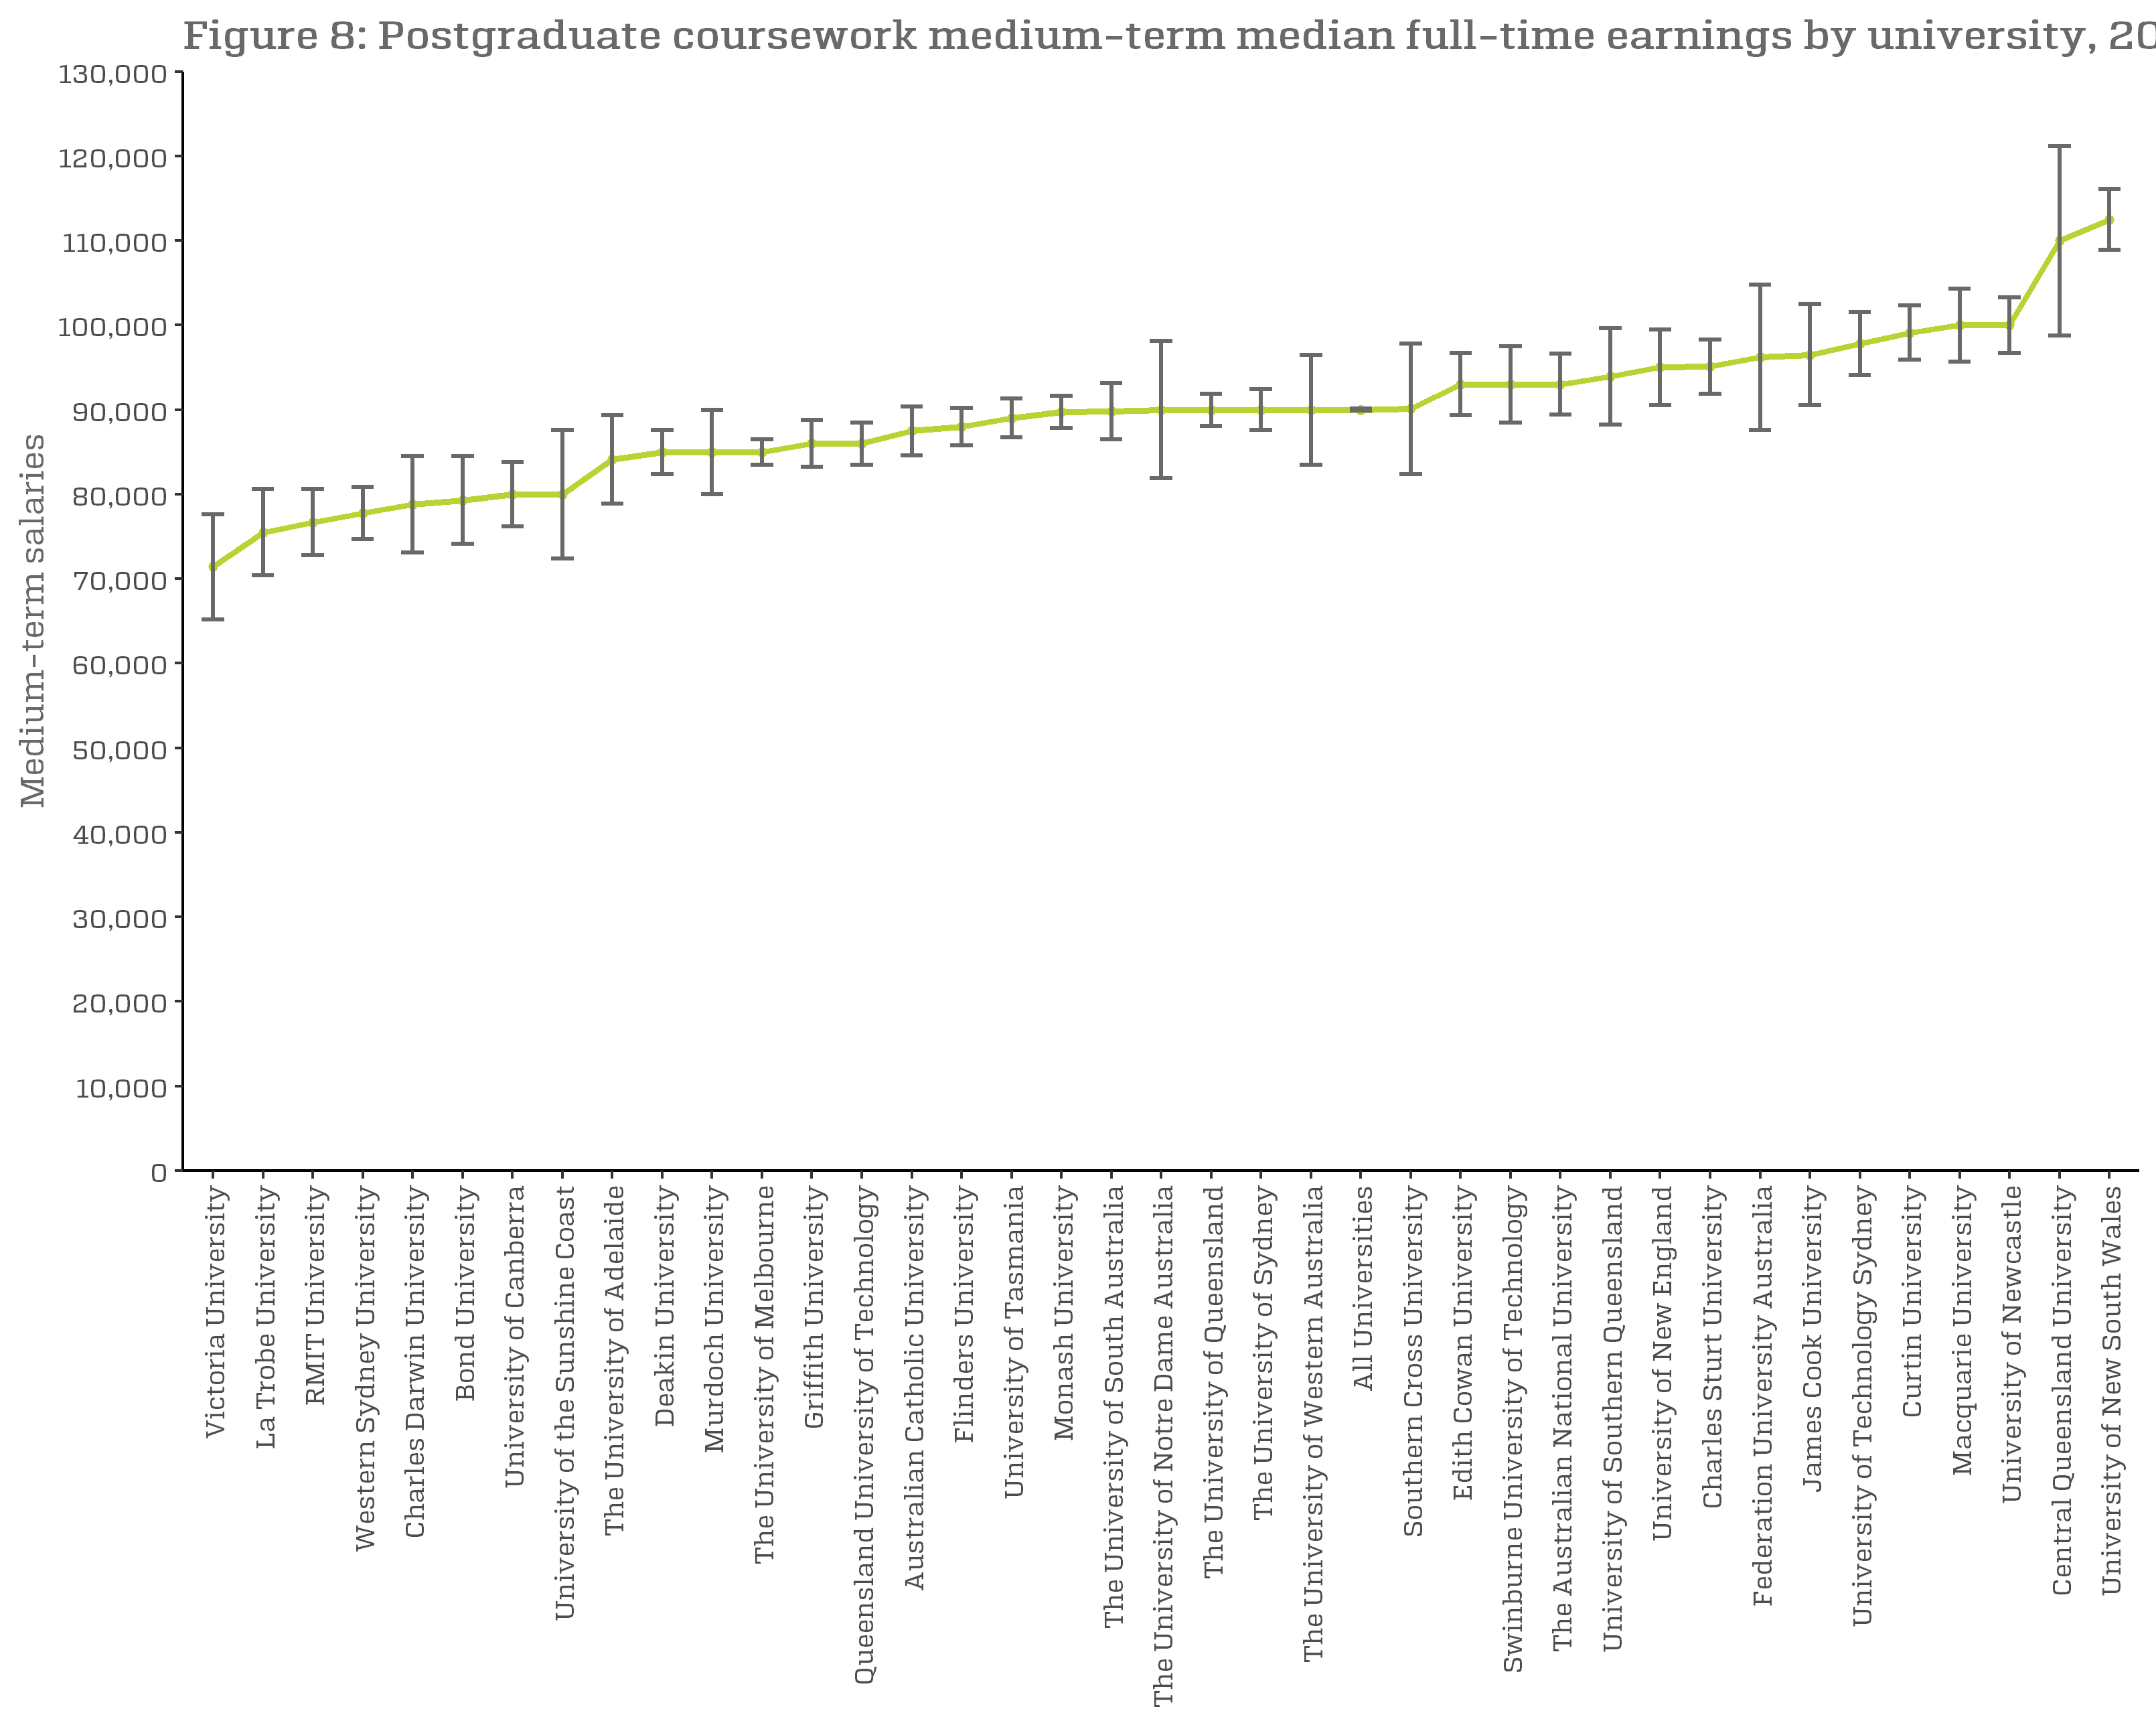 Figure 8: Postgraduate coursework medium-term median full-time earnings by university, 20
130,000
120,000
110,000
100,000
90,000
80,000
70,000
60,000
50,000
40,000
30,000
20,000
10,000
0
Medium-term salaries
Victoria University
La Trobe University
RMIT University
Western Sydney University
Charles Darwin University
Bond University
University of Canberra
University of the Sunshine Coast
The University of Adelaide
Deakin University
Murdoch University
The University of Melbourne
Griffith University
Queensland University of Technology
Australian Catholic University
Flinders University
University of Tasmania
Monash University
The University of South Australia
The University of Notre Dame Australia
The University of Queensland
The University of Sydney
The University of Western Australia
All Universities
Southern Cross University
Edith Cowan University
Swinburne University of Technology
The Australian National University
University of Southern Queensland
University of New England
Charles Sturt University
Federation University Australia
James Cook University
University of Technology Sydney
Curtin University
Macquarie University
University of Newcastle
Central Queensland University
University of New South Wales